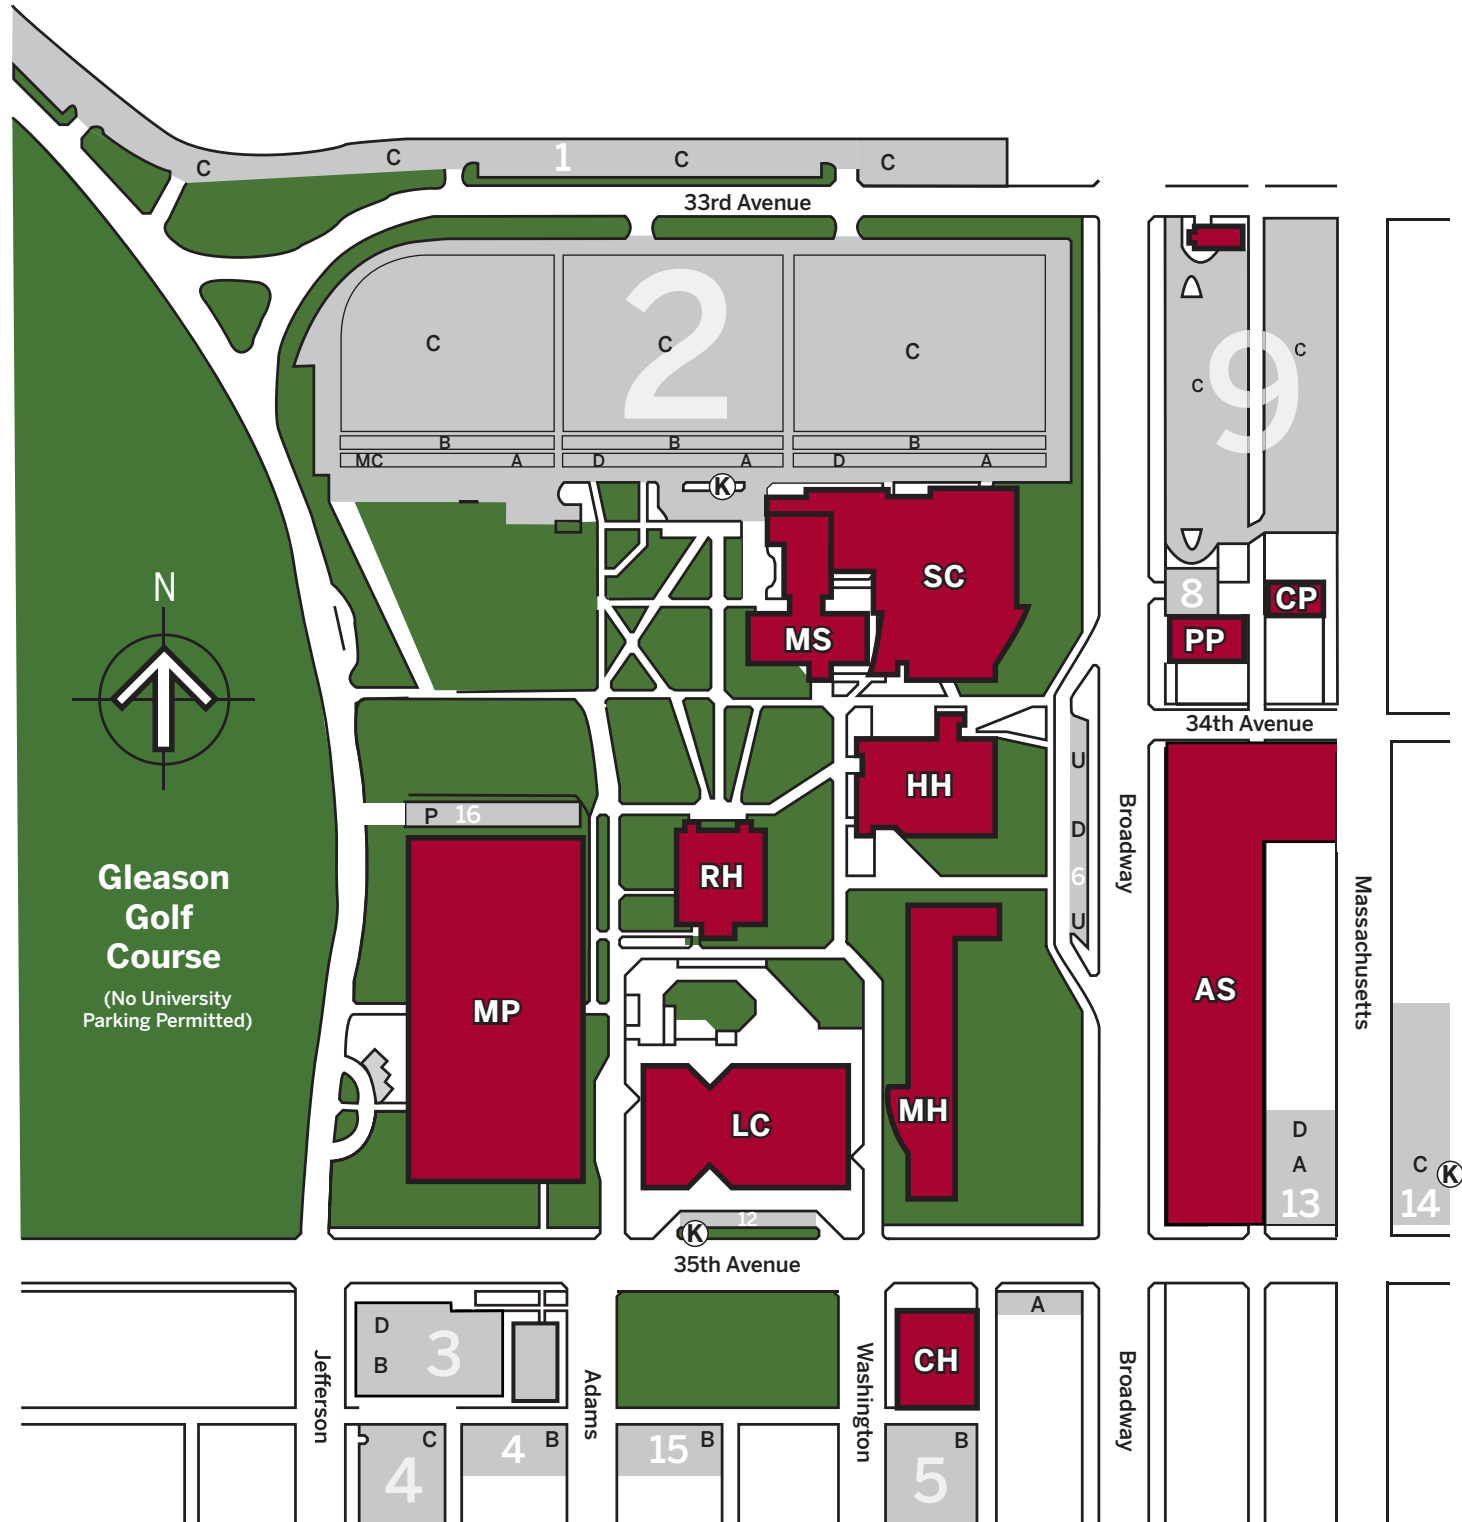 C
C
1
C
C
33rd Avenue
2
C
C
C
9
C
C
B
B
B
MC
A
D
A
D
A
K
SC
N
8
CP
MS
PP
34th Avenue
U
HH
Broadway
P
16
D
Gleason
Golf
Course
RH
6
Massachusetts
U
(No University
Parking Permitted)
AS
MP
LC
MH
D
A
C
K
13
14
12
K
35th Avenue
A
D
B
3
CH
Jefferson
Adams
Washington
Broadway
C
4
4
B
15
B
B
5